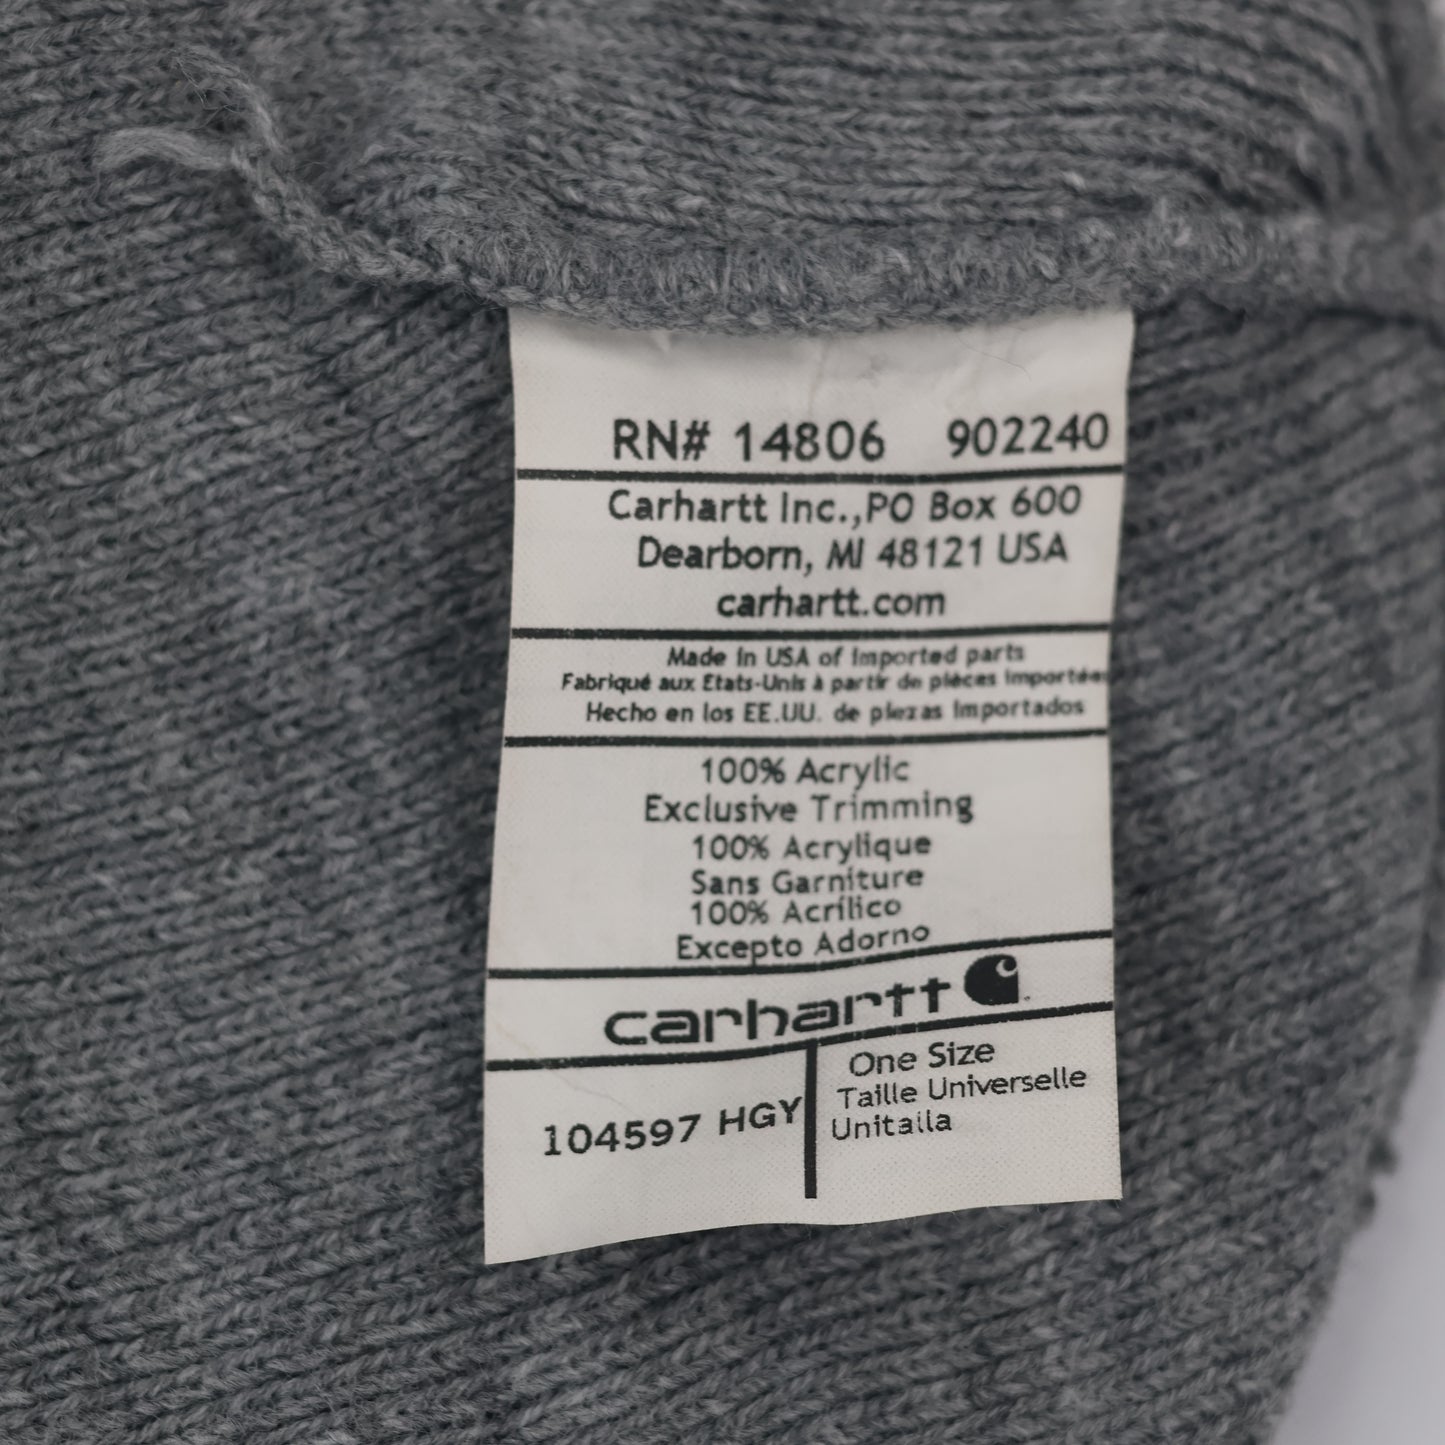 RN# 14806 902240
Carhartt Inc.,PO Box 600
Dearborn, MI 48121 USA
carhartt.com
Made in USA of imported parts
Fabriqué aux Etats-Unis à partir de pièces importées
Hecho en los EE.UU. de piezas importados
100% Acrylic
Exclusive Trimming
100% Acrylique
Sans Garniture
100% Acrílico
Excepto Adorno
carhartt
104597 HGY
One Size
Taille Universelle
Unitalla